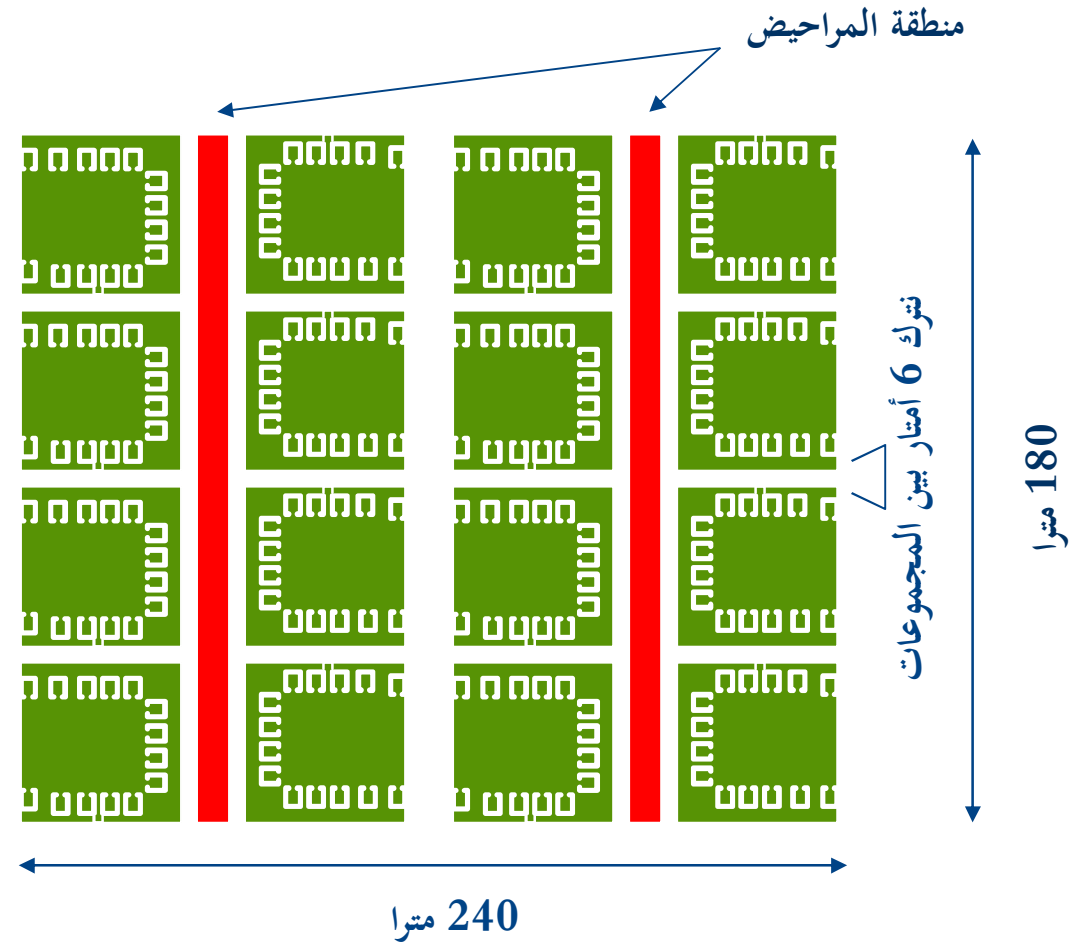 منطقة المراحيض
نترك 6 أمتار بين المجموعات
180 مترا
240 مترا